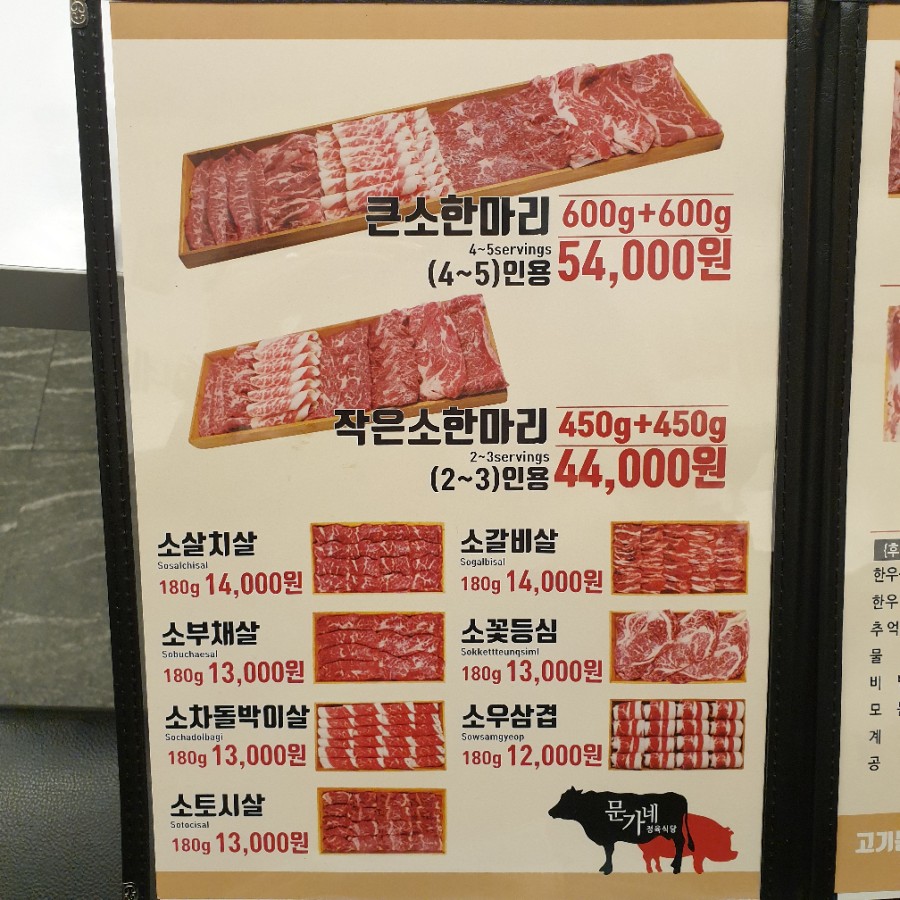 큰소한마리 600g+600g
4~5servings
(4~5)인용 54,000원
작은소한마리 450g+450g
2~3servings
(2~3)인용 44,000원
소살치살
Sosalchisal
180g 14,000원
소갈비살
Sogalbisal
180g 14,000원
소부채살
Sobuchaesal
180g 13,000원
소꽃등심
Sokkettteungsiml
180g 13,000원
소차돌박이살
Sochadolbagi
180g 13,000원
소우삼겹
Sowsamgyeop
180g 12,000원
소토시살
Sotocisal
180g 13,000원
문가네
정육식당
{후
한우
한우
추억
물
비
모
계
공
고기